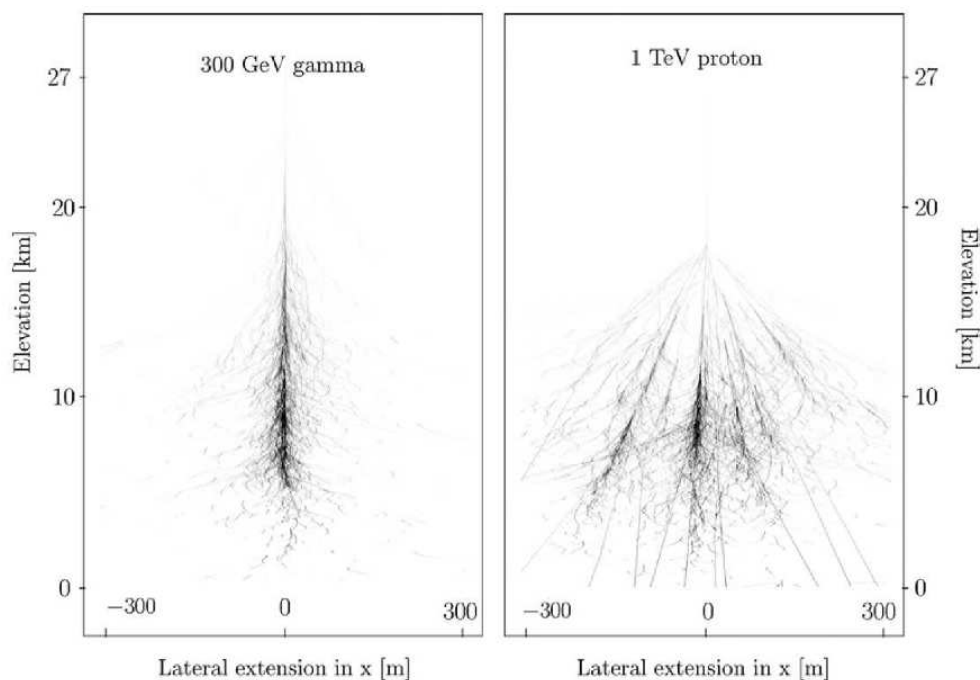 300 GeV gamma
27
20
10
0
Elevation [km]
−300
0
300
Lateral extension in x [m]
1 TeV proton
27
20
10
0
Elevation [km]
−300
0
300
Lateral extension in x [m]